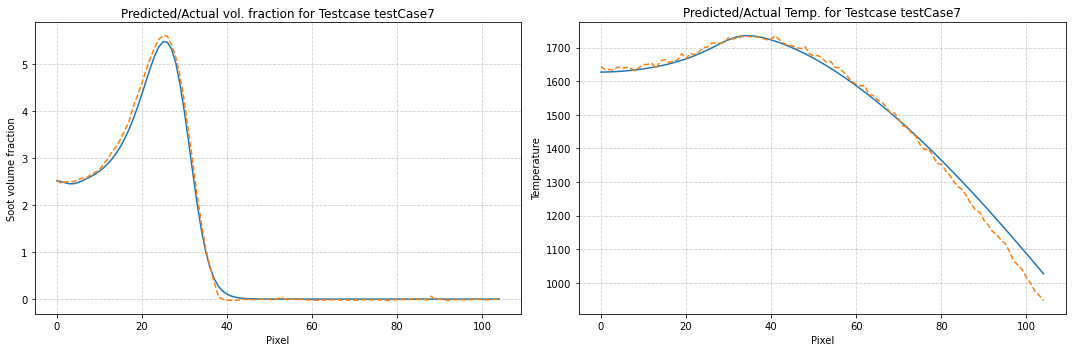 Predicted/Actual vol. fraction for Testcase testCase7
5
4
3
2
1
0
Soot volume fraction
0 20 40 60 80 100
Pixel
Predicted/Actual Temp. for Testcase testCase7
1700
1600
1500
1400
1300
1200
1100
1000
Temperature
0 20 40 60 80 100
Pixel